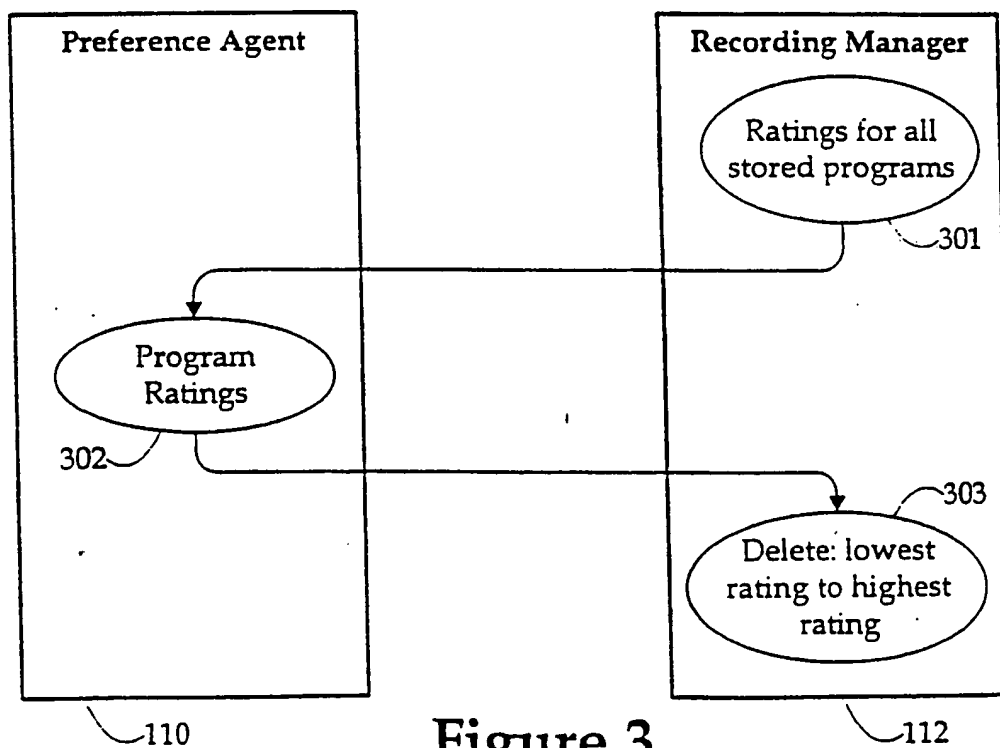 Preference Agent
Recording Manager
Ratings for all
stored programs
301
Program
Ratings
302
303
Delete: lowest
rating to highest
rating
110
112
Figure 3